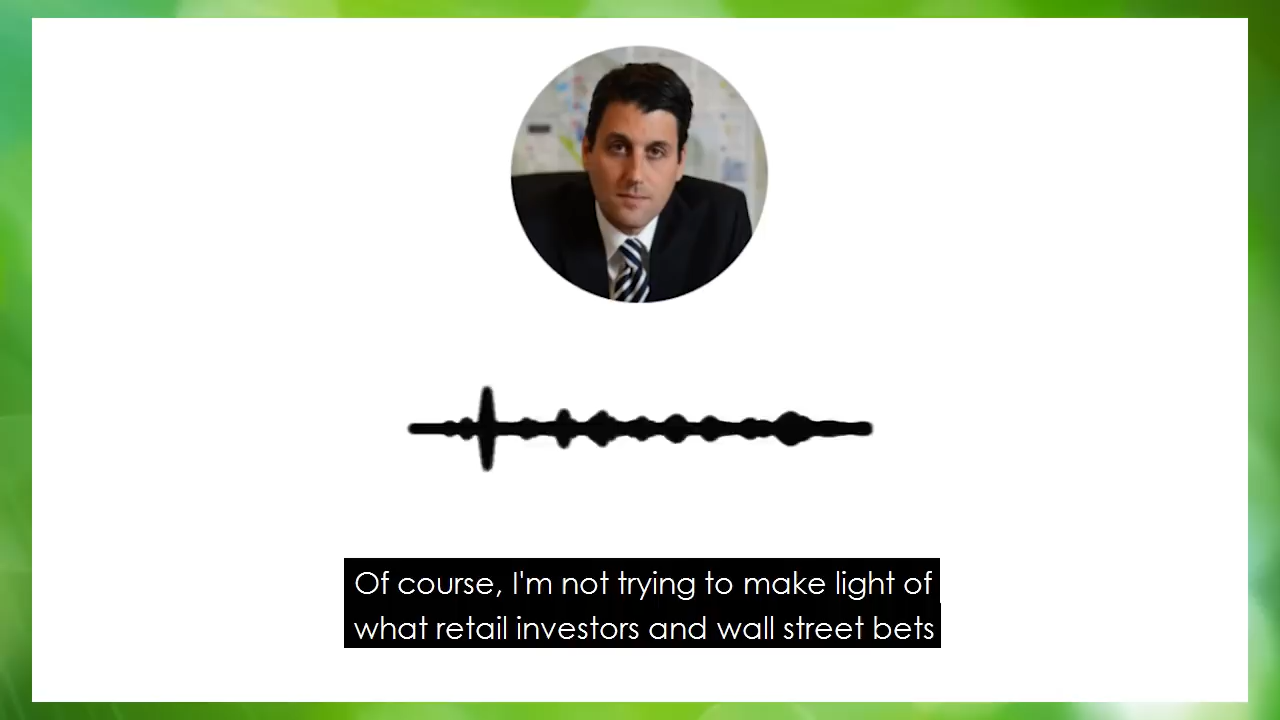 Of course, I'm not trying to make light of
what retail investors and wall street bets